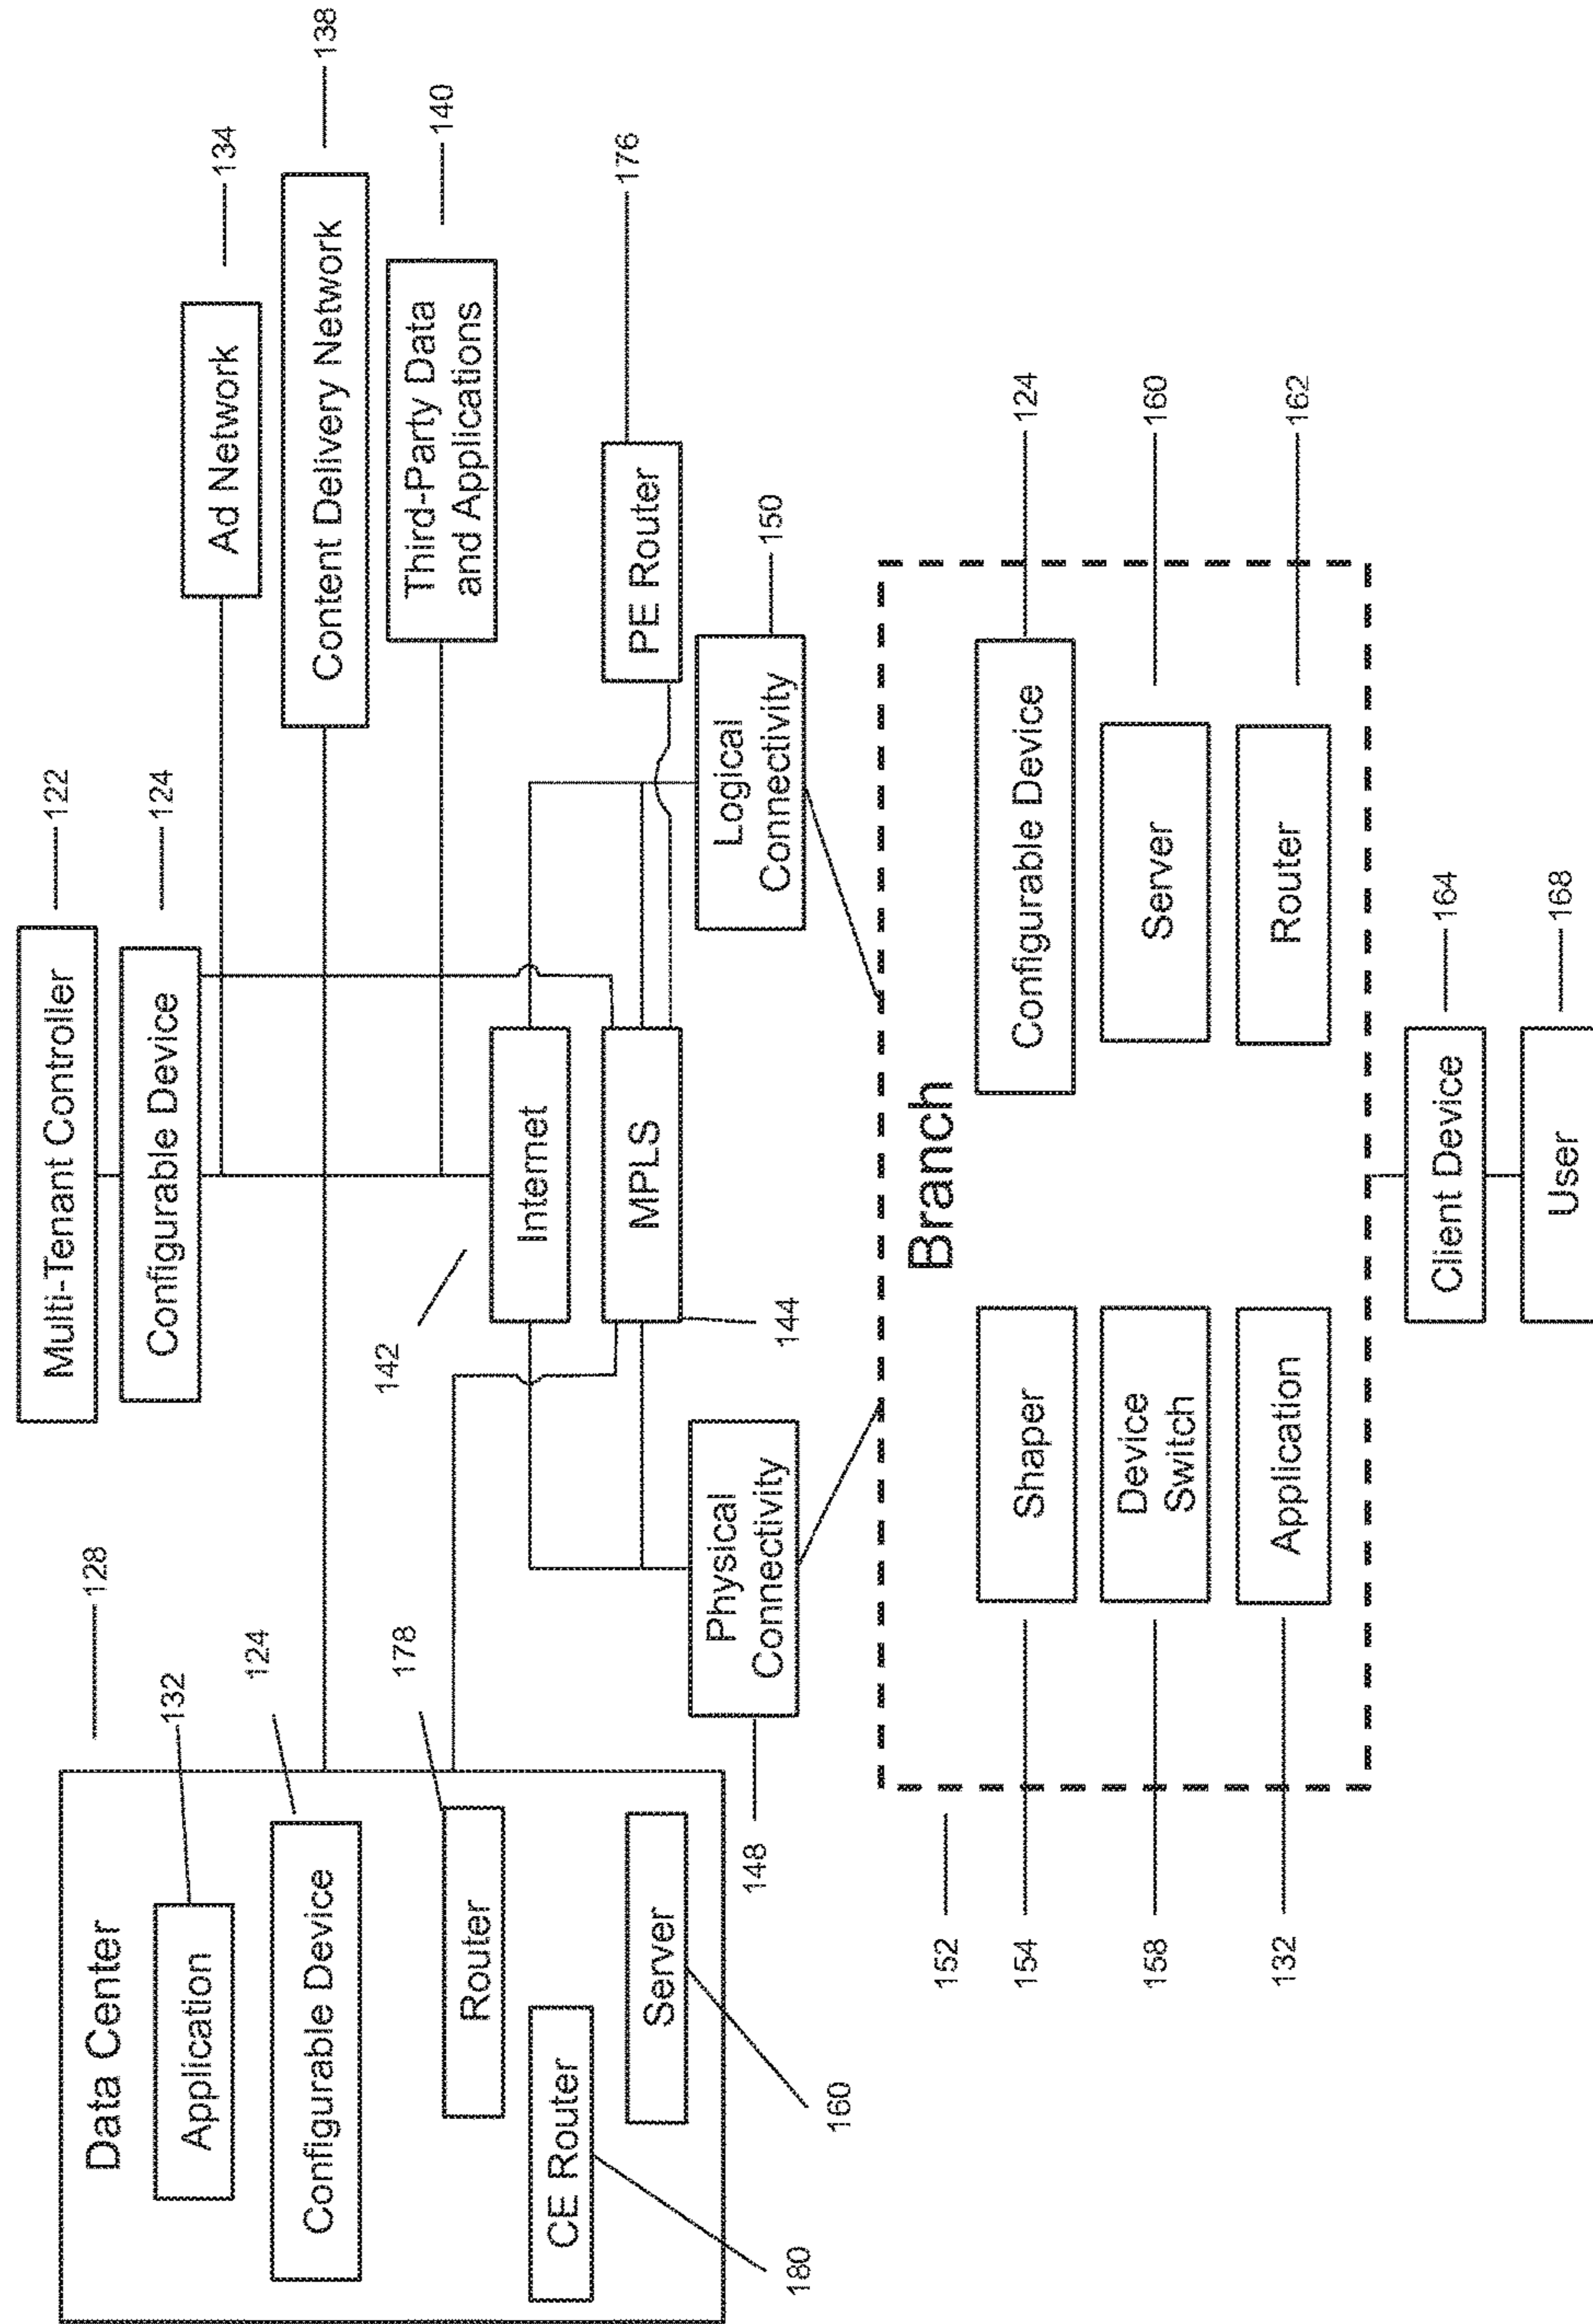 Multi-Tenant Controller
122
Configurable Device
124
Data Center
128
Application
132
Configurable Device
124
Router
178
CE Router
180
Server
160
Ad Network
134
Content Delivery Network
138
Third-Party Data
and Applications
140
142
Internet
MPLS
144
PE Router
176
Physical
Connectivity
148
Logical
Connectivity
150
Branch
152
Shaper
154
Configurable Device
124
Device
Switch
158
Server
160
Application
132
Router
162
Client Device
164
User
168